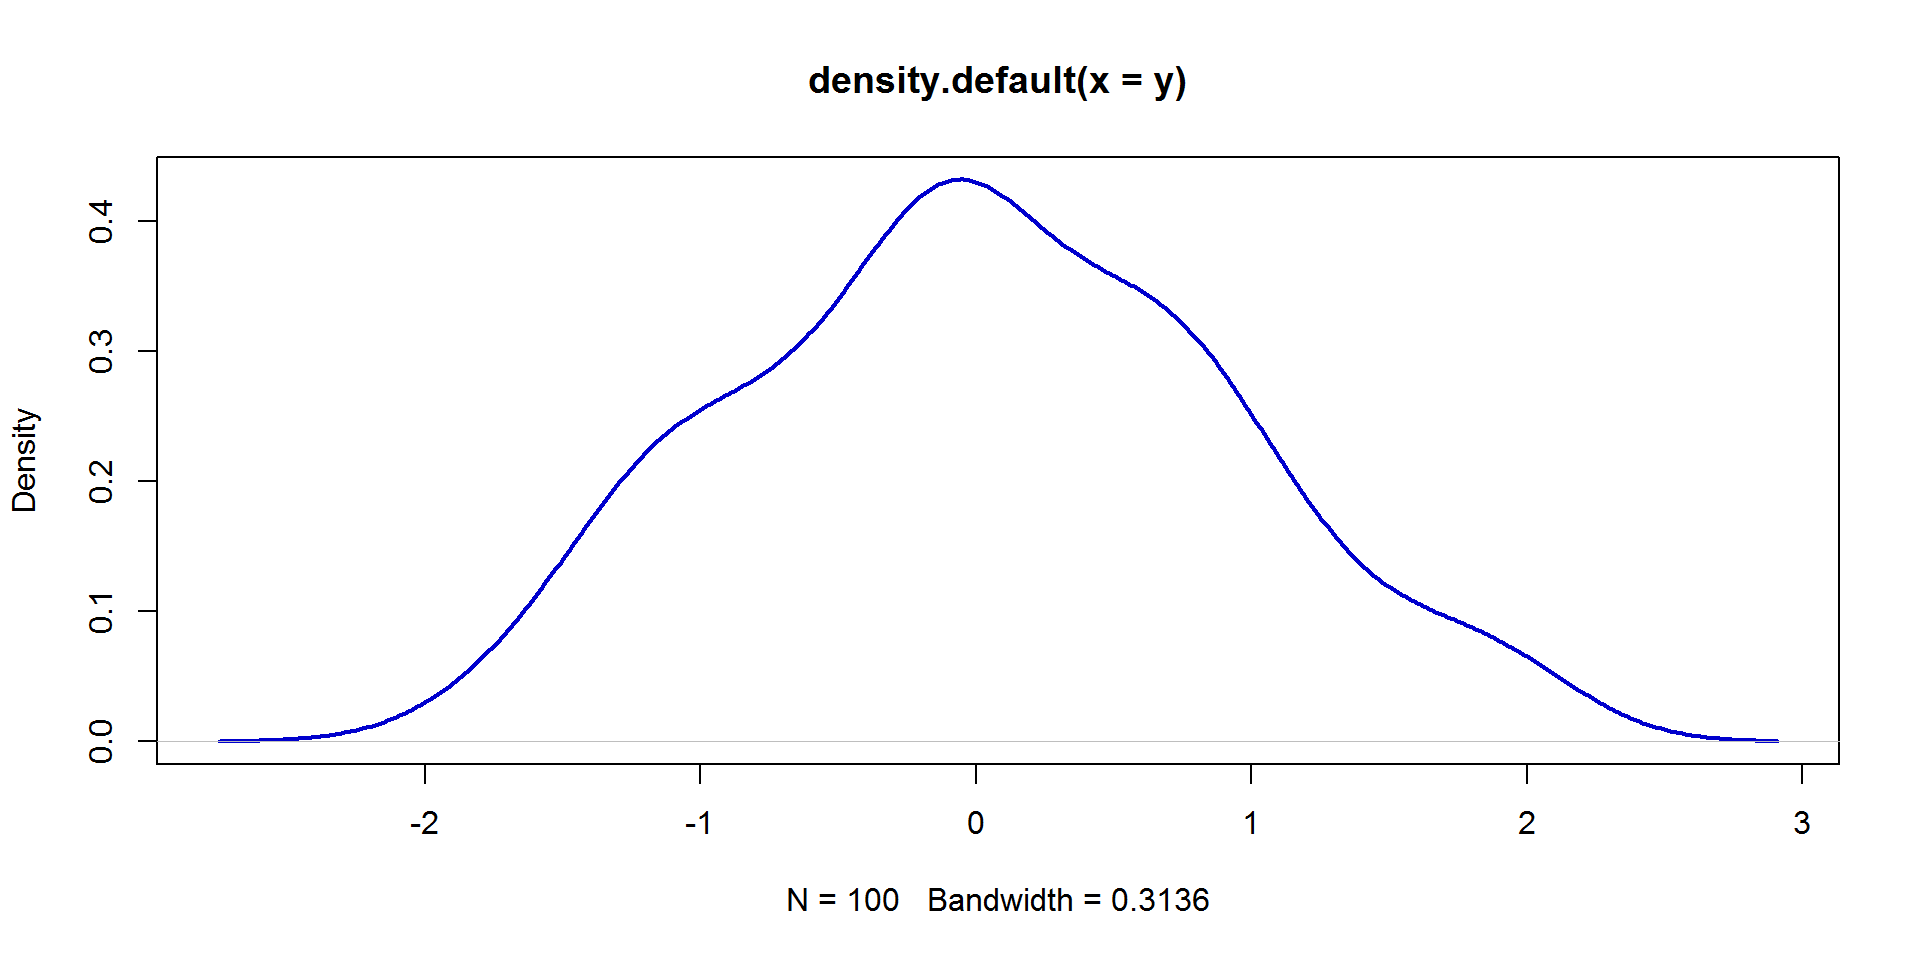 density.default(x = y)
Density
0.4
0.3
0.2
0.1
0.0
-2 -1 0 1 2 3
N = 100   Bandwidth = 0.3136